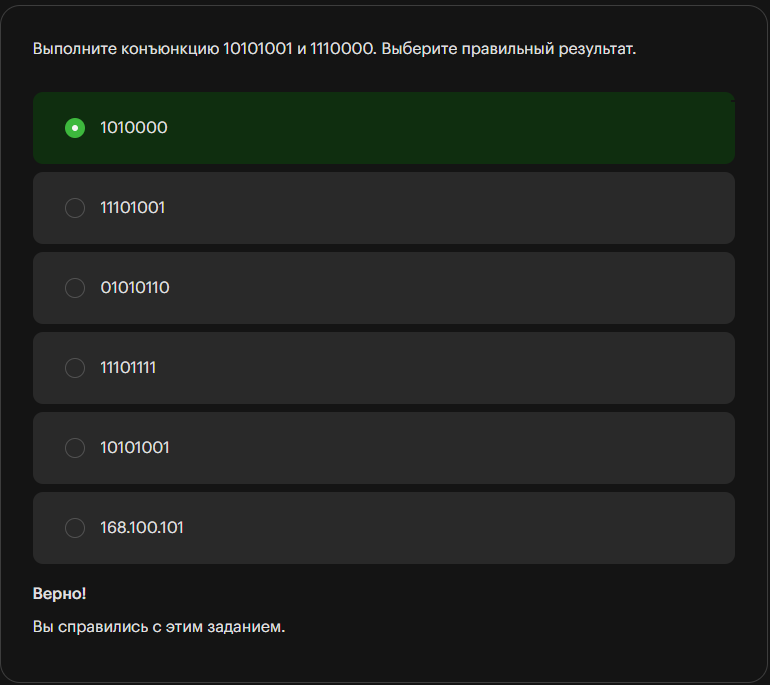 Выполните конъюнкцию 10101001 и 1110000. Выберите правильный результат.
1010000
11101001
01010110
11101111
10101001
168.100.101
Верно!
Вы справились с этим заданием.